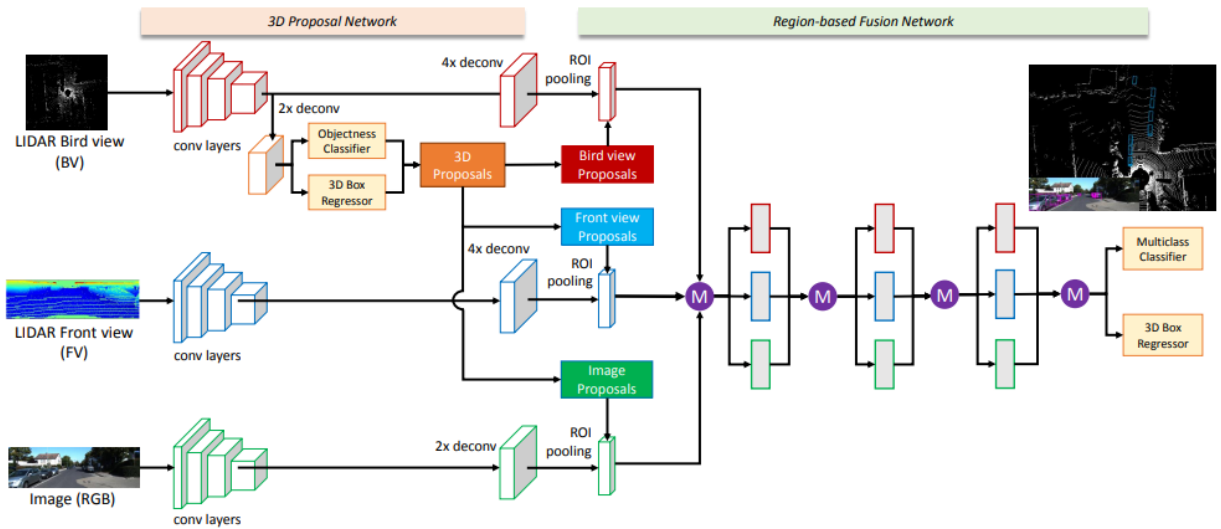 3D Proposal Network
Region-based Fusion Network
LIDAR Bird view
(BV)
conv layers
2x deconv
4x deconv
ROI
pooling
Objectness
Classifier
3D Box
Regressor
3D
Proposals
Bird view
Proposals
Front view
Proposals
LIDAR Front view
(FV)
conv layers
4x deconv
ROI
pooling
M
M
M
M
Multiclass
Classifier
3D Box
Regressor
Image
Proposals
Image (RGB)
conv layers
2x deconv
ROI
pooling